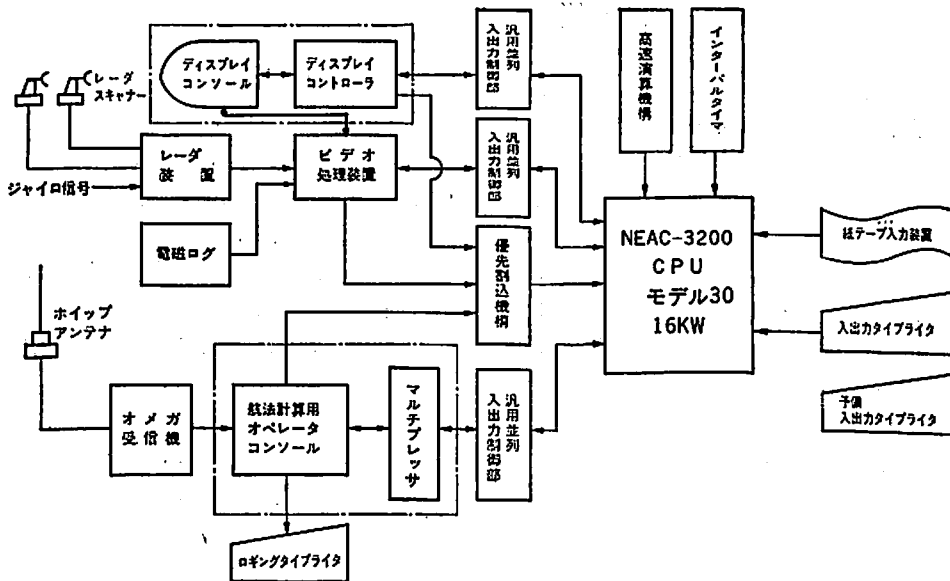 ディスプレイ
コンソール
ディスプレイ
コントローラ
汎用並列
入出力制御部
高速演算機構
インターバルタイマ
レーダ
スキャナー
レーダ
装置
ビデオ
処理装置
汎用並列
入出力制御部
ジャイロ信号
電磁ログ
優先割込機構
NEAC-3200
CPU
モデル30
16KW
紙テープ入力装置
入出力タイプライタ
予備
入出力タイプライタ
ホイップ
アンテナ
オメガ
受信機
航法計算用
オペレータ
コンソール
マルチプレッサ
汎用並列
入出力制御部
ロギングタイプライタ